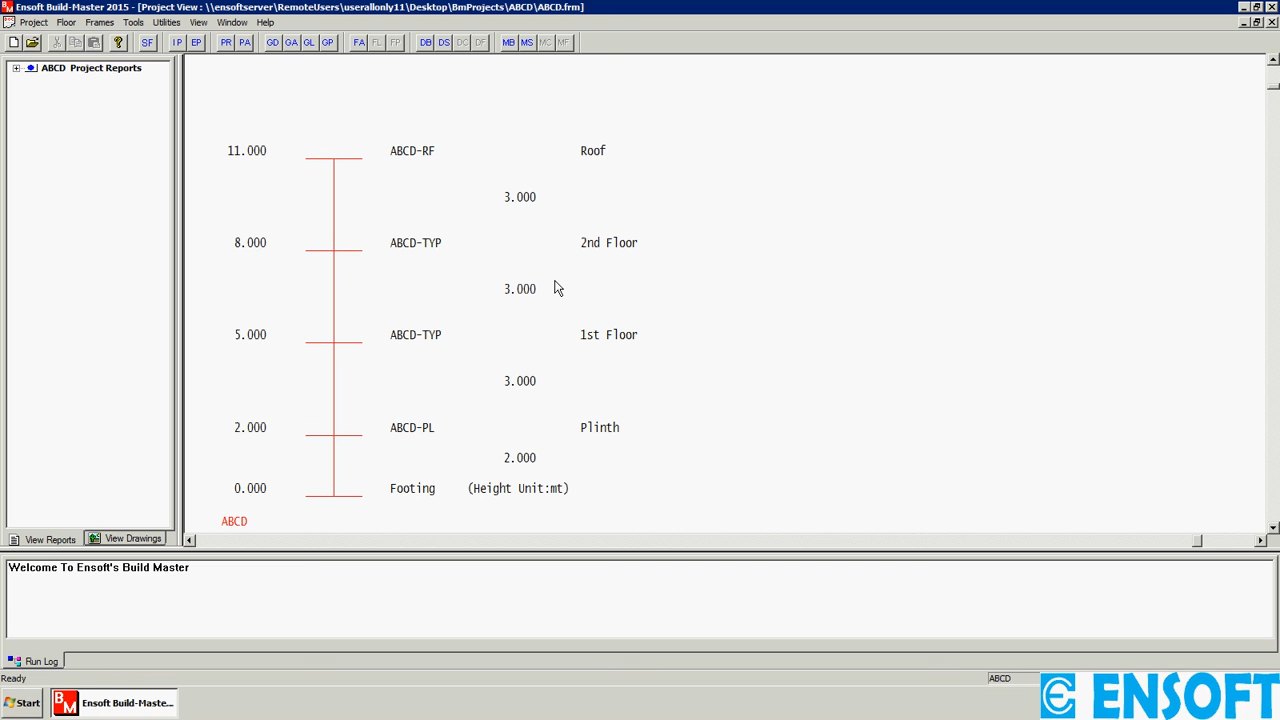 Ensoft Build-Master 2015 - [Project View : \\ensoftserver\RemoteUsers\userallonly11\Desktop\BmProjects\ABCD\ABCD.frm]
Project Floor Frames Tools Utilities View Window Help
SF IP EP PR PA GD GA GL GP FA FL FP DB DS DC DF MB MS MC MF
ABCD Project Reports
11.000 ABCD-RF Roof
3.000
8.000 ABCD-TYP 2nd Floor
3.000
5.000 ABCD-TYP 1st Floor
3.000
2.000 ABCD-PL Plinth
2.000
0.000 Footing (Height Unit:mt)
ABCD
View Reports View Drawings
Welcome To Ensoft's Build Master
Run Log
Ready ABCD
Start BM Ensoft Build-Maste... ENSOFT